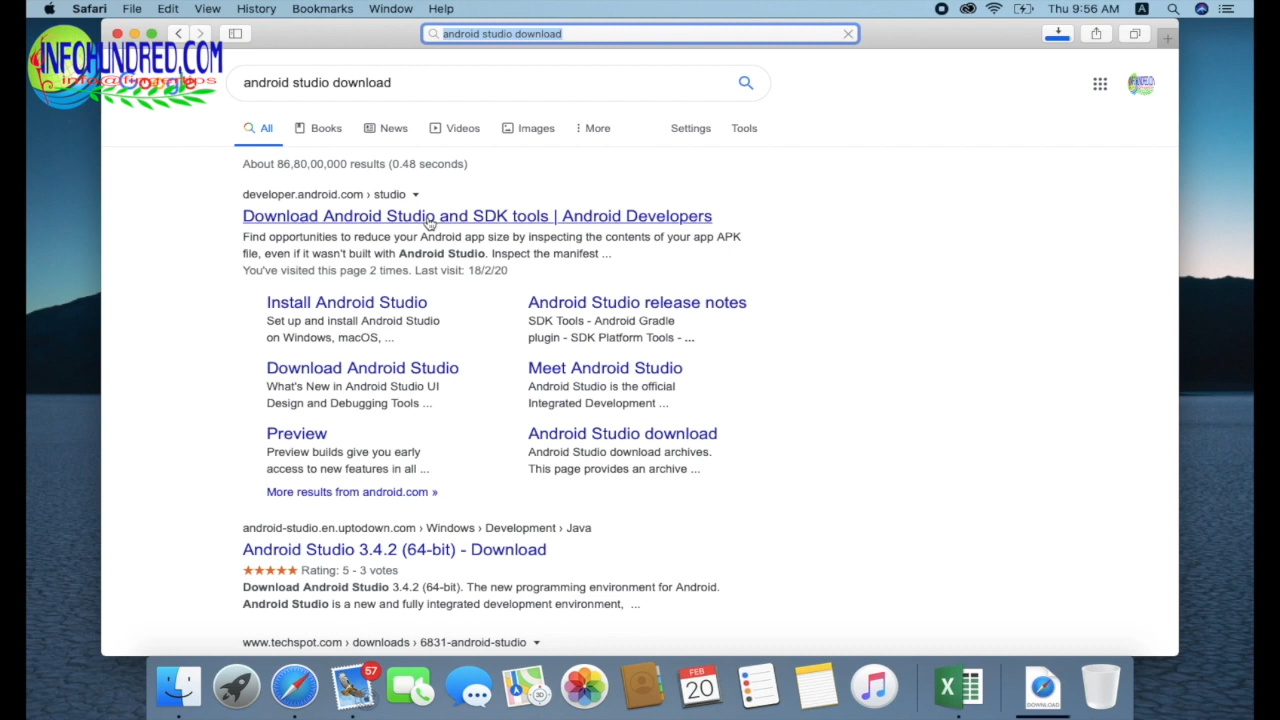 Safari File Edit View History Bookmarks Window Help
Thu 9:56 AM A
android studio download
INFOHUNDRED.COM
info@fingertips
android studio download
All Books News Videos Images More Settings Tools
About 86,80,00,000 results (0.48 seconds)
developer.android.com › studio
Download Android Studio and SDK tools | Android Developers
Find opportunities to reduce your Android app size by inspecting the contents of your app APK
file, even if it wasn't built with Android Studio. Inspect the manifest ...
You've visited this page 2 times. Last visit: 18/2/20
Install Android Studio
Set up and install Android Studio
on Windows, macOS, ...
Android Studio release notes
SDK Tools - Android Gradle
plugin - SDK Platform Tools - ...
Download Android Studio
What's New in Android Studio UI
Design and Debugging Tools ...
Meet Android Studio
Android Studio is the official
Integrated Development ...
Preview
Preview builds give you early
access to new features in all ...
Android Studio download
Android Studio download archives.
This page provides an archive ...
More results from android.com »
android-studio.en.uptodown.com › Windows › Development › Java
Android Studio 3.4.2 (64-bit) - Download
Rating: 5 - 3 votes
Download Android Studio 3.4.2 (64-bit). The new programming environment for Android.
Android Studio is a new and fully integrated development environment, ...
www.techspot.com › downloads › 6831-android-studio
57
3D
FEB
20
X
DOWNLOAD